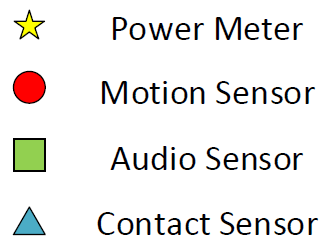 Power Meter
Motion Sensor
Audio Sensor
Contact Sensor